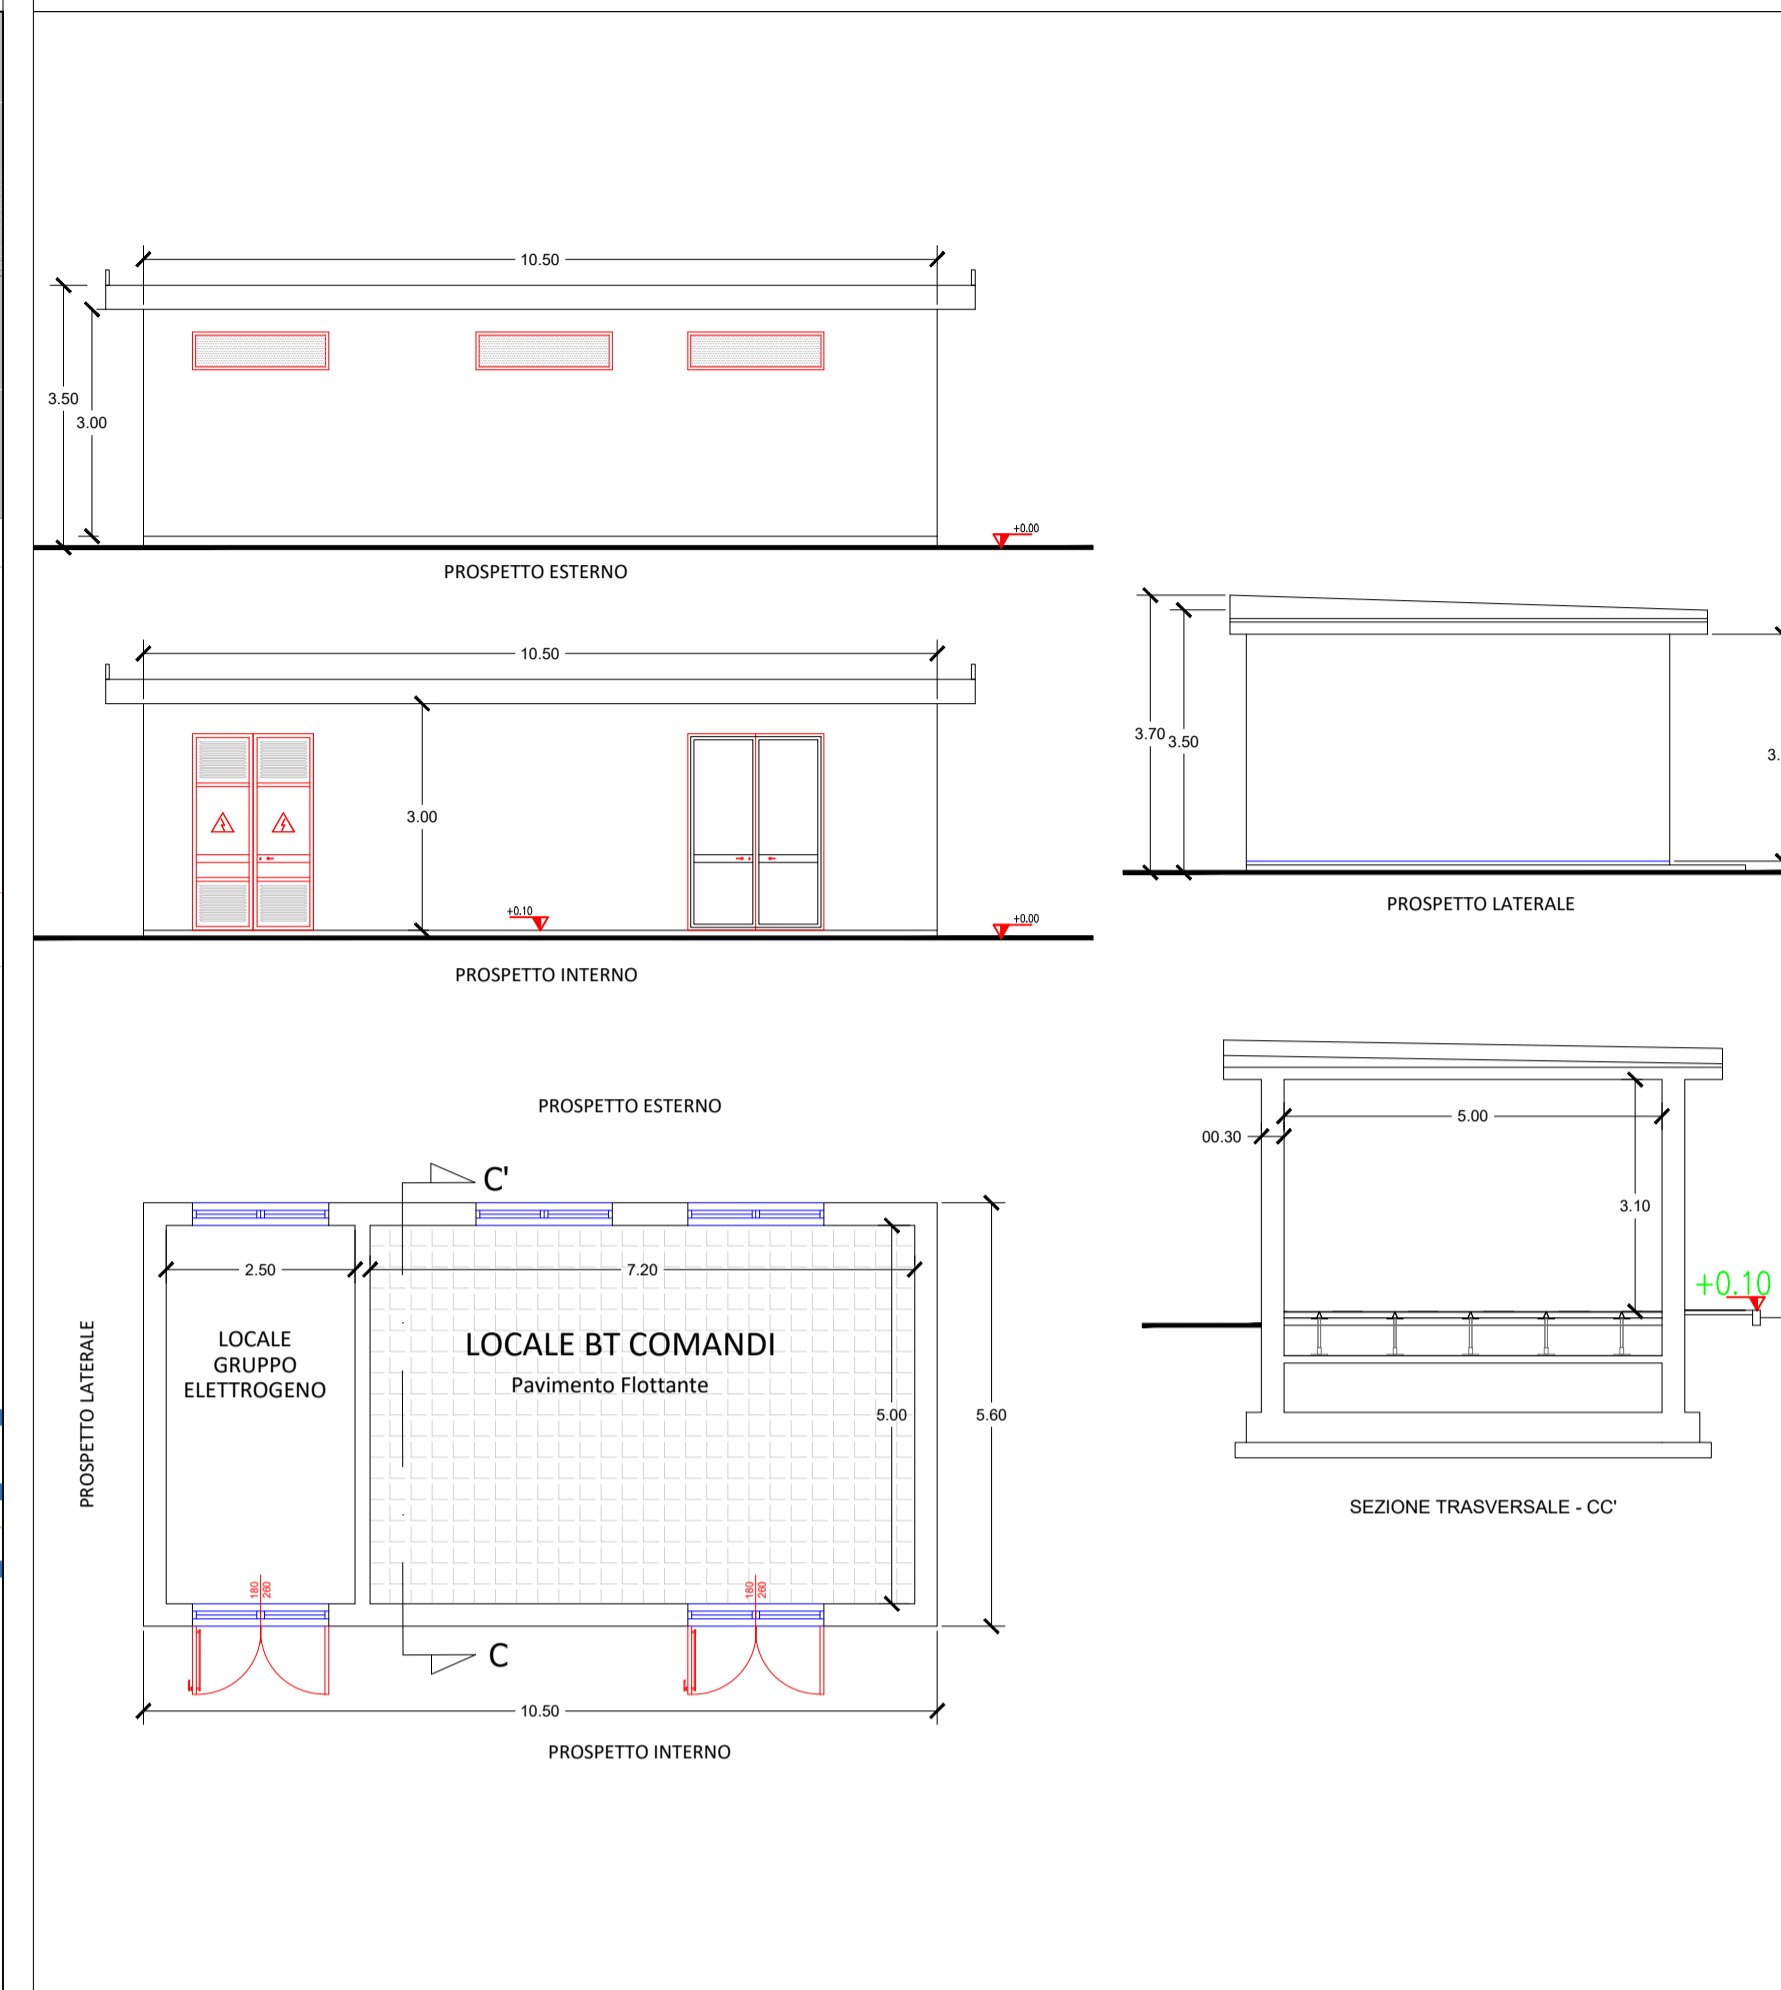 10.50
3.50
3.00
+0.00
PROSPETTO ESTERNO
10.50
3.00
+0.10
+0.00
PROSPETTO INTERNO
3.70
3.50
3.
PROSPETTO LATERALE
PROSPETTO ESTERNO
C'
2.50
7.20
LOCALE
GRUPPO
ELETTROGENO
LOCALE BT COMANDI
Pavimento Flottante
5.00
5.60
PROSPETTO LATERALE
180
260
180
260
C
10.50
PROSPETTO INTERNO
5.00
00.30
3.10
+0.10
SEZIONE TRASVERSALE - CC'